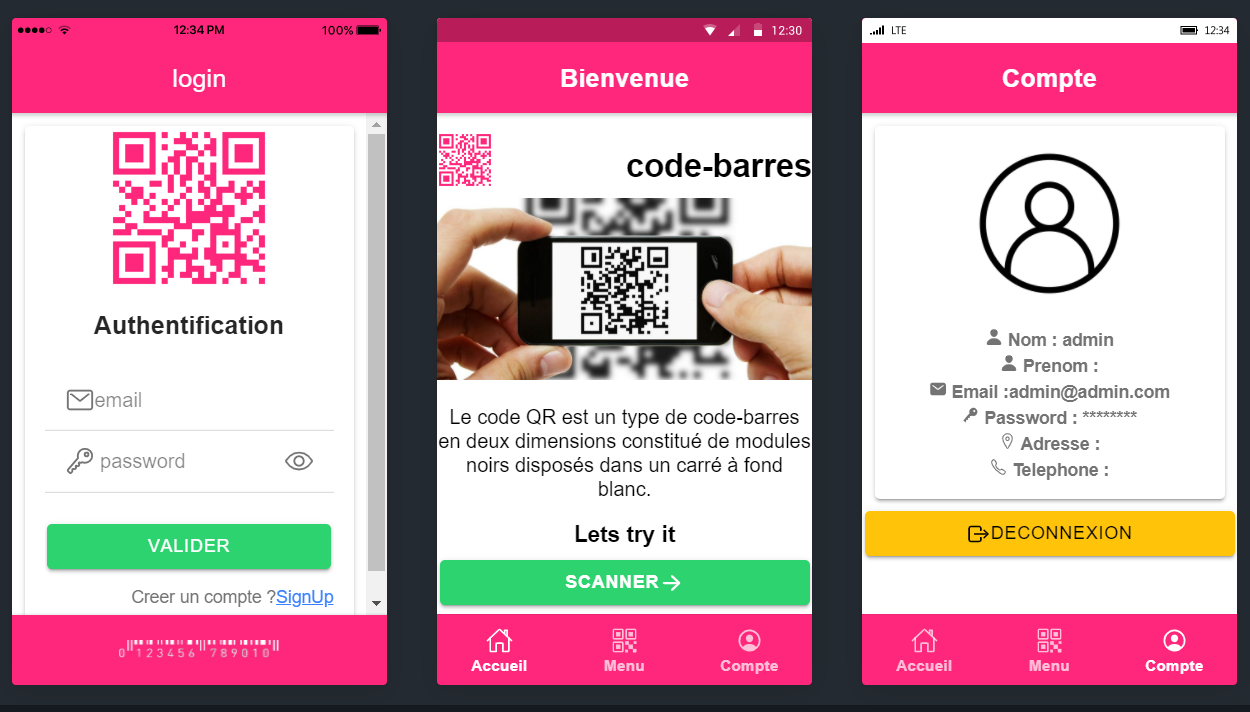 12:34 PM
100%
login
Authentification
email
password
VALIDER
Creer un compte ?SignUp
0 123456 789010
12:30
Bienvenue
code-barres
Le code QR est un type de code-barres
en deux dimensions constitué de modules
noirs disposés dans un carré à fond
blanc.
Lets try it
SCANNER
Accueil
Menu
Compte
LTE
12:34
Compte
Nom : admin
Prenom :
Email :admin@admin.com
Password : ********
Adresse :
Telephone :
DECONNEXION
Accueil
Menu
Compte